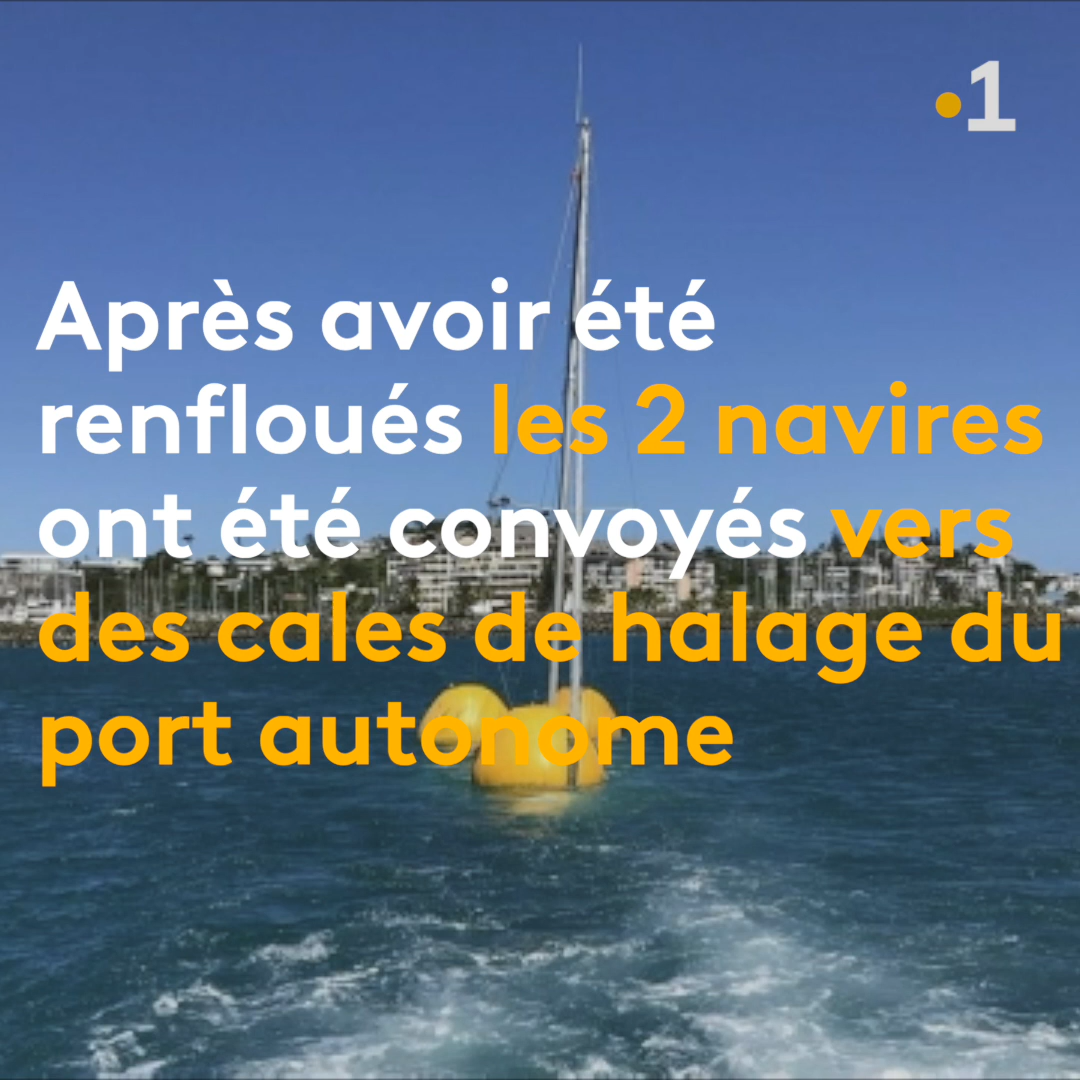 1
Après avoir été
renfloués les 2 navires
ont été convoyés vers
des cales de halage du
port autonome